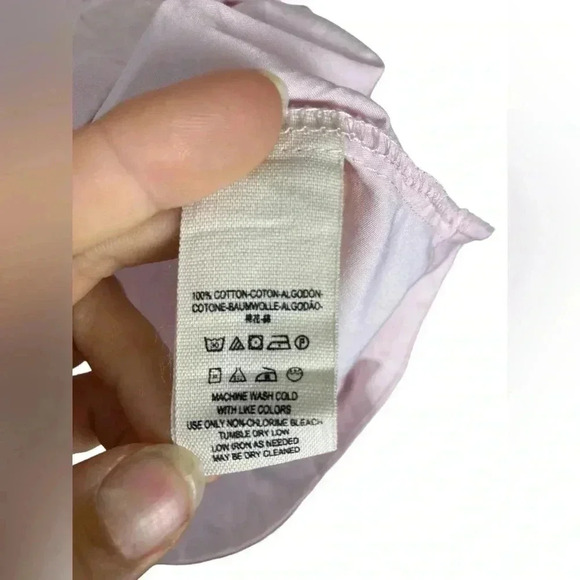 100% COTTON-COTON-ALGODÓN-
COTONE-BAUMWOLLE-ALGODÃO-
MACHINE WASH COLD
WITH LIKE COLORS
USE ONLY NON-CHLORIME BLEACH
TUMBLE DRY LOW
LOW IRON AS NEEDED
MAY BE DRY CLEANED